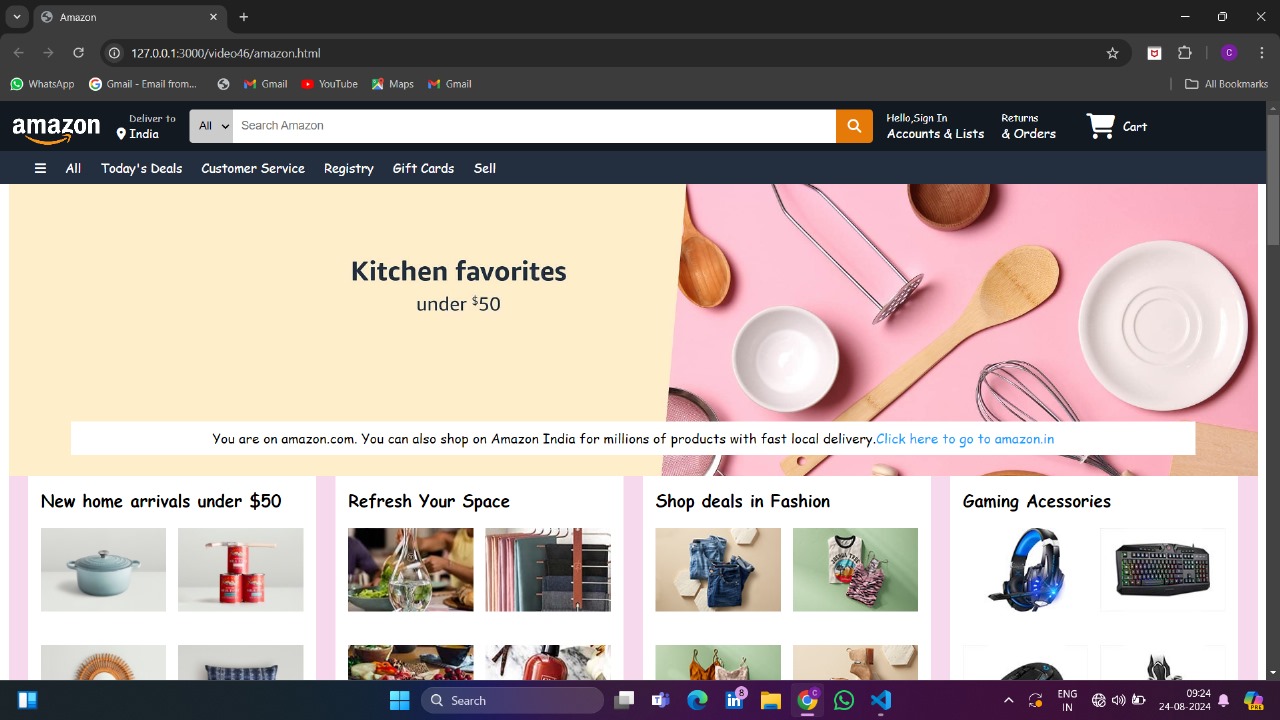 Amazon
127.0.0.1:3000/video46/amazon.html
C
WhatsApp
Gmail - Email from...
Gmail
YouTube
Maps
Gmail
All Bookmarks
amazon
Deliver to
India
All
Search Amazon
Hello,Sign In
Accounts & Lists
Returns
& Orders
Cart
All
Today's Deals
Customer Service
Registry
Gift Cards
Sell
Kitchen favorites
under $50
You are on amazon.com. You can also shop on Amazon India for millions of products with fast local delivery.Click here to go to amazon.in
New home arrivals under $50
Refresh Your Space
Shop deals in Fashion
Gaming Acessories
Search
8
C
ENG
IN
09:24
24-08-2024
PRE